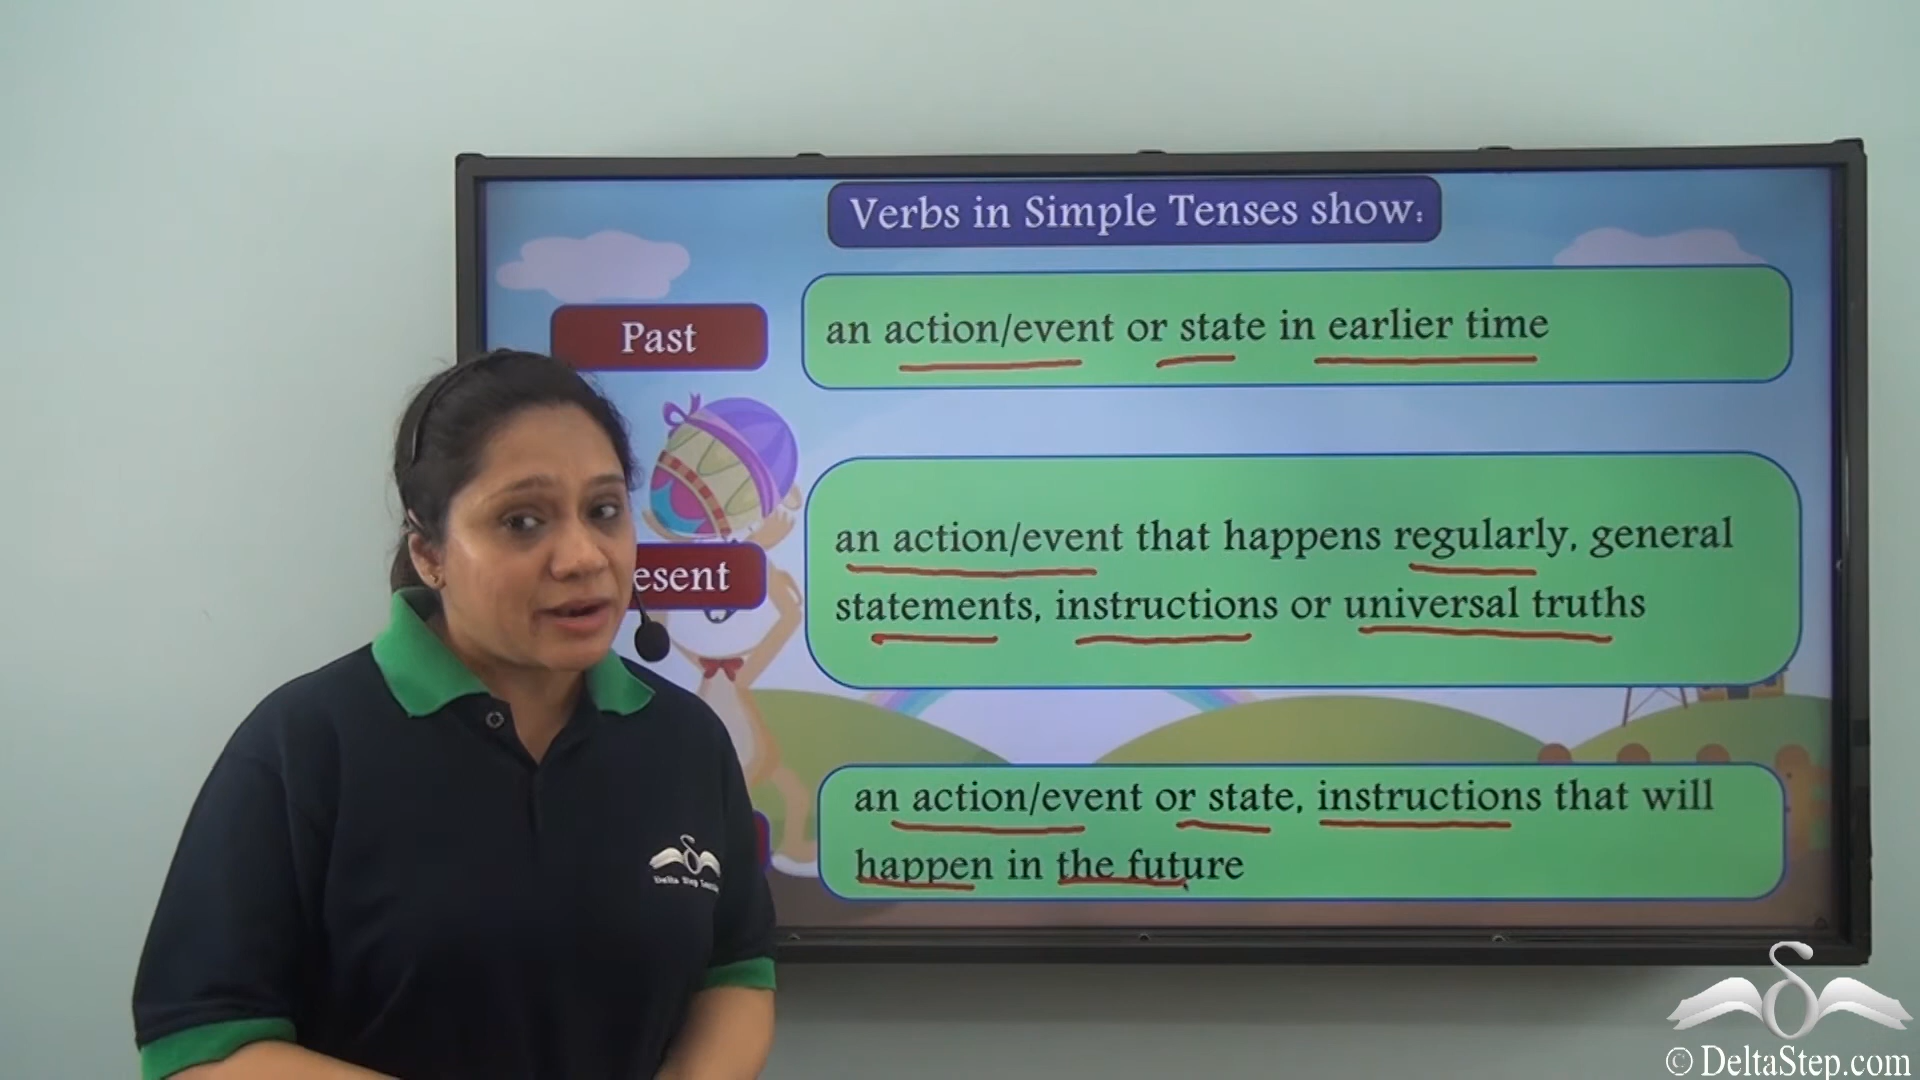 Verbs in Simple Tenses show:
Past
an action/event or state in earlier time
esent
an action/event that happens regularly, general
statements, instructions or universal truths
an action/event or state, instructions that will
happen in the future
Delta Step
© DeltaStep.com